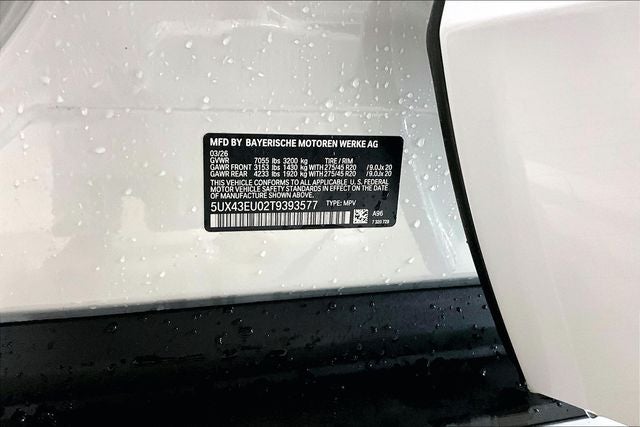 MFD BY BAYERISCHE MOTOREN WERKE AG
03/26
GVWR 7055 lbs 3200 kg TIRE / RIM
GAWR FRONT 3153 lbs 1430 kg WITH 275/45 R20 /9.0Jx 20
GAWR REAR 4233 lbs 1920 kg WITH 275/45 R20 /9.0Jx 20
THIS VEHICLE CONFORMS TO ALL APPLICABLE U.S. FEDERAL
MOTOR VEHICLE SAFETY STANDARDS IN EFFECT ON THE DATE
OF MANUFACTURE SHOWN ABOVE.
5UX43EU02T9393577 TYPE: MPV
A96